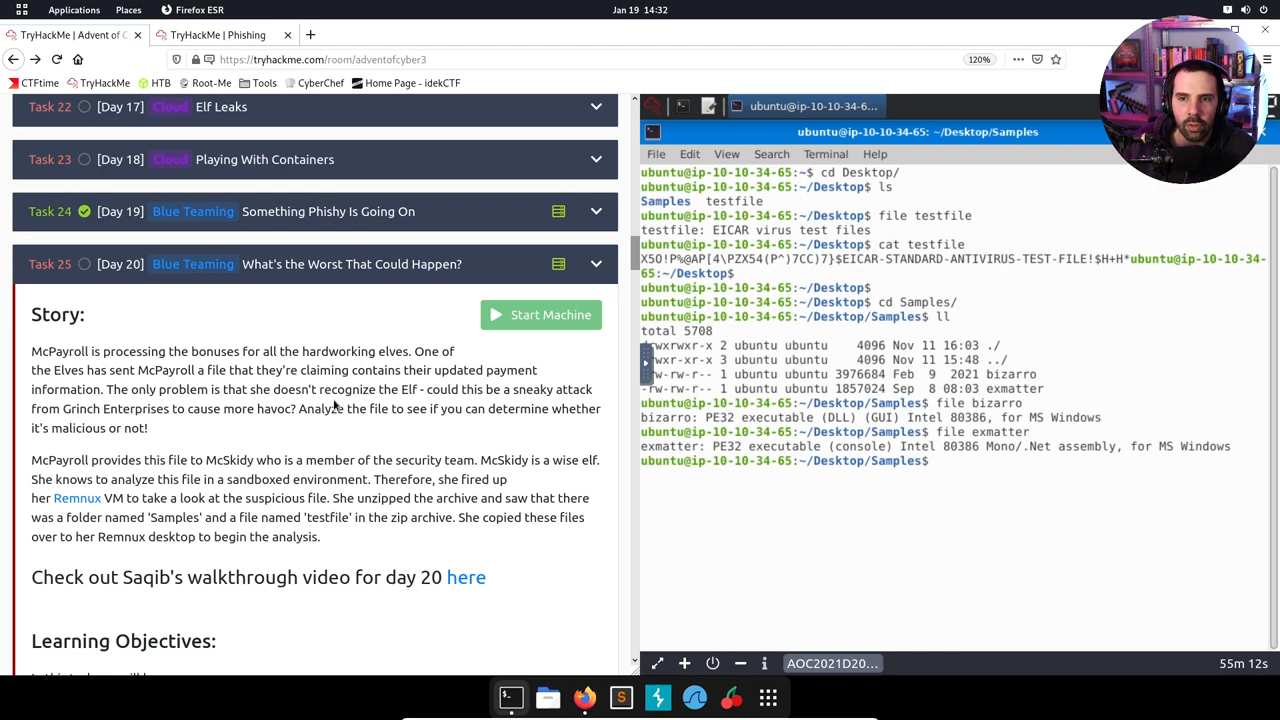 Applications Places Firefox ESR
Jan 19 14:32
TryHackMe | Advent of C
TryHackMe | Phishing
https://tryhackme.com/room/adventofcyber3
120%
CTFtime TryHackMe HTB Root-Me Tools CyberChef Home Page - idekCTF
Task 22 [Day 17] Cloud Elf Leaks
Task 23 [Day 18] Cloud Playing With Containers
Task 24 [Day 19] Blue Teaming Something Phishy Is Going On
Task 25 [Day 20] Blue Teaming What's the Worst That Could Happen?
Story:
Start Machine
McPayroll is processing the bonuses for all the hardworking elves. One of
the Elves has sent McPayroll a file that they're claiming contains their updated payment
information. The only problem is that she doesn't recognize the Elf - could this be a sneaky attack
from Grinch Enterprises to cause more havoc? Analyze the file to see if you can determine whether
it's malicious or not!
McPayroll provides this file to McSkidy who is a member of the security team. McSkidy is a wise elf.
She knows to analyze this file in a sandboxed environment. Therefore, she fired up
her Remnux VM to take a look at the suspicious file. She unzipped the archive and saw that there
was a folder named 'Samples' and a file named 'testfile' in the zip archive. She copied these files
over to her Remnux desktop to begin the analysis.
Check out Saqib's walkthrough video for day 20 here
Learning Objectives:
ubuntu@ip-10-10-34-6...
ubuntu@ip-10-10-34-65: ~/Desktop/Samples
File Edit View Search Terminal Help
ubuntu@ip-10-10-34-65:~$ cd Desktop/
ubuntu@ip-10-10-34-65:~/Desktop$ ls
Samples testfile
ubuntu@ip-10-10-34-65:~/Desktop$ file testfile
testfile: EICAR virus test files
ubuntu@ip-10-10-34-65:~/Desktop$ cat testfile
X5O!P%@AP[4\PZX54(P^)7CC)7}$EICAR-STANDARD-ANTIVIRUS-TEST-FILE!$H+H*ubuntu@ip-10-10-34-
65:~/Desktop$
ubuntu@ip-10-10-34-65:~/Desktop$
ubuntu@ip-10-10-34-65:~/Desktop$ cd Samples/
ubuntu@ip-10-10-34-65:~/Desktop/Samples$ ll
total 5708
drwxrwxr-x 2 ubuntu ubuntu 4096 Nov 11 16:03 ./
drwxr-xr-x 3 ubuntu ubuntu 4096 Nov 11 15:48 ../
-rw-rw-r-- 1 ubuntu ubuntu 3976684 Feb 9 2021 bizarro
-rw-rw-r-- 1 ubuntu ubuntu 1857024 Sep 8 08:03 exmatter
ubuntu@ip-10-10-34-65:~/Desktop/Samples$ file bizarro
bizarro: PE32 executable (DLL) (GUI) Intel 80386, for MS Windows
ubuntu@ip-10-10-34-65:~/Desktop/Samples$ file exmatter
exmatter: PE32 executable (console) Intel 80386 Mono/.Net assembly, for MS Windows
ubuntu@ip-10-10-34-65:~/Desktop/Samples$
AOC2021D20...
55m 12s